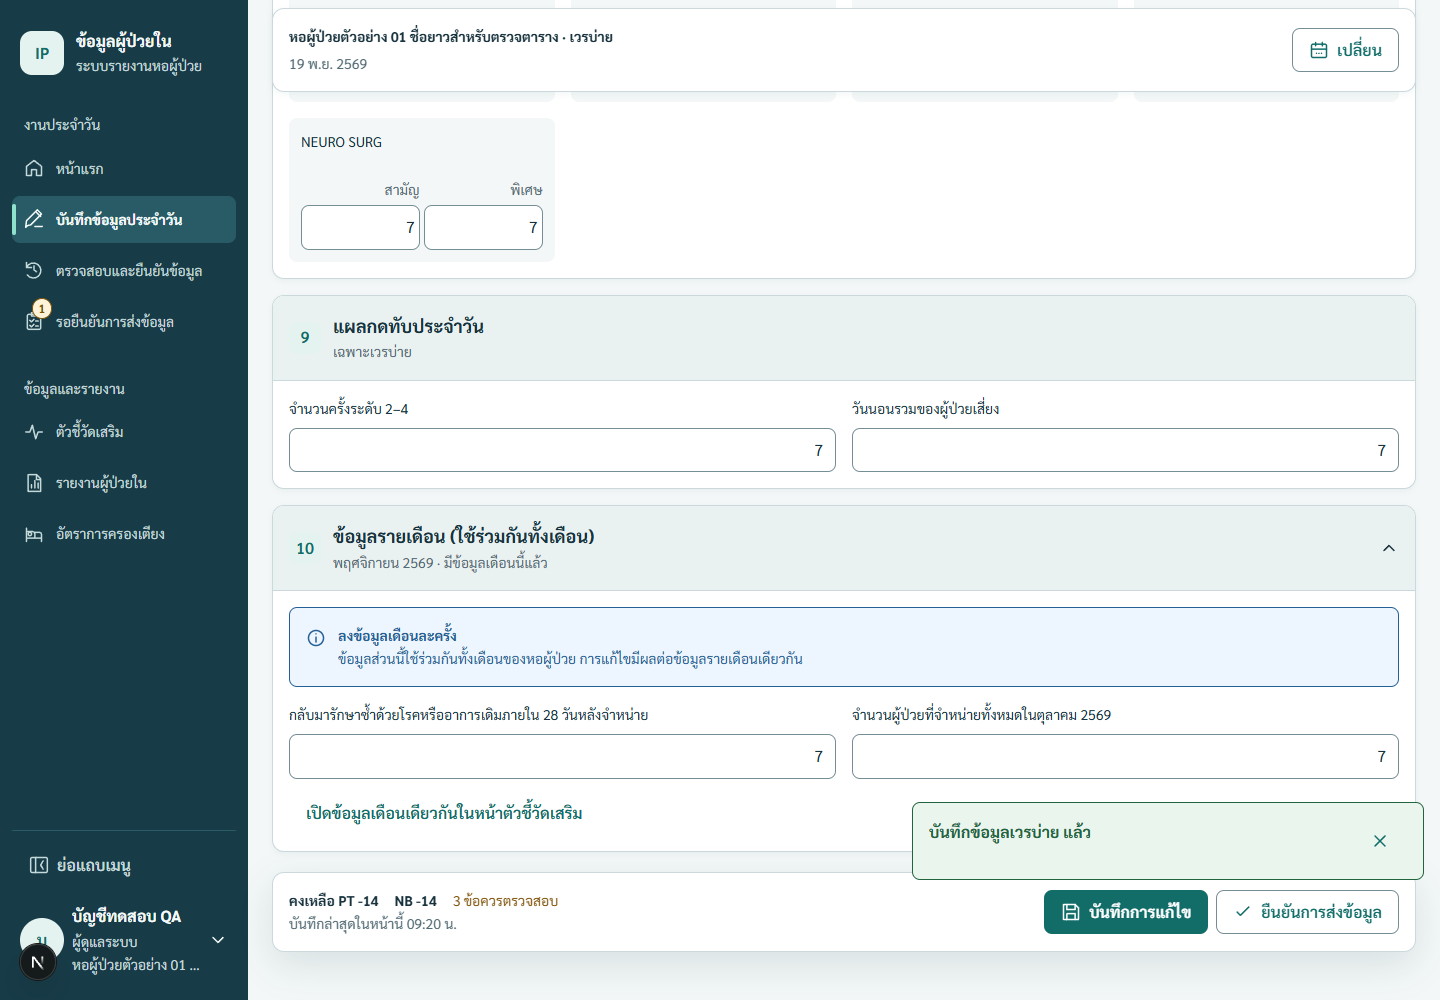 IP
ข้อมูลผู้ป่วยใน
ระบบรายงานหอผู้ป่วย
งานประจำวัน
หน้าแรก
บันทึกข้อมูลประจำวัน
ตรวจสอบและยืนยันข้อมูล
1
รอยืนยันการส่งข้อมูล
ข้อมูลและรายงาน
ตัวชี้วัดเสริม
รายงานผู้ป่วยใน
อัตราการครองเตียง
ย่อแถบเมนู
บัญชีทดสอบ QA
ผู้ดูแลระบบ
หอผู้ป่วยตัวอย่าง 01 ...
N
หอผู้ป่วยตัวอย่าง 01 ชื่อยาวสำหรับตรวจตาราง · เวรบ่าย
19 พ.ย. 2569
เปลี่ยน
NEURO SURG
สามัญ พิเศษ
7 7
9
แผลกดทับประจำวัน
เฉพาะเวรบ่าย
จำนวนครั้งระดับ 2–4 วันนอนรวมของผู้ป่วยเสี่ยง
7 7
10
ข้อมูลรายเดือน (ใช้ร่วมกันทั้งเดือน)
พฤศจิกายน 2569 · มีข้อมูลเดือนนี้แล้ว
ลงข้อมูลเดือนละครั้ง
ข้อมูลส่วนนี้ใช้ร่วมกันทั้งเดือนของหอผู้ป่วย การแก้ไขมีผลต่อข้อมูลรายเดือนเดียวกัน
กลับมารักษาซ้ำด้วยโรคหรืออาการเดิมภายใน 28 วันหลังจำหน่าย จำนวนผู้ป่วยที่จำหน่ายทั้งหมดในตุลาคม 2569
7 7
เปิดข้อมูลเดือนเดียวกันในหน้าตัวชี้วัดเสริม
บันทึกข้อมูลเวรบ่าย แล้ว
คงเหลือ PT -14 NB -14 3 ข้อควรตรวจสอบ
บันทึกล่าสุดในหน้านี้ 09:20 น.
บันทึกการแก้ไข ยืนยันการส่งข้อมูล